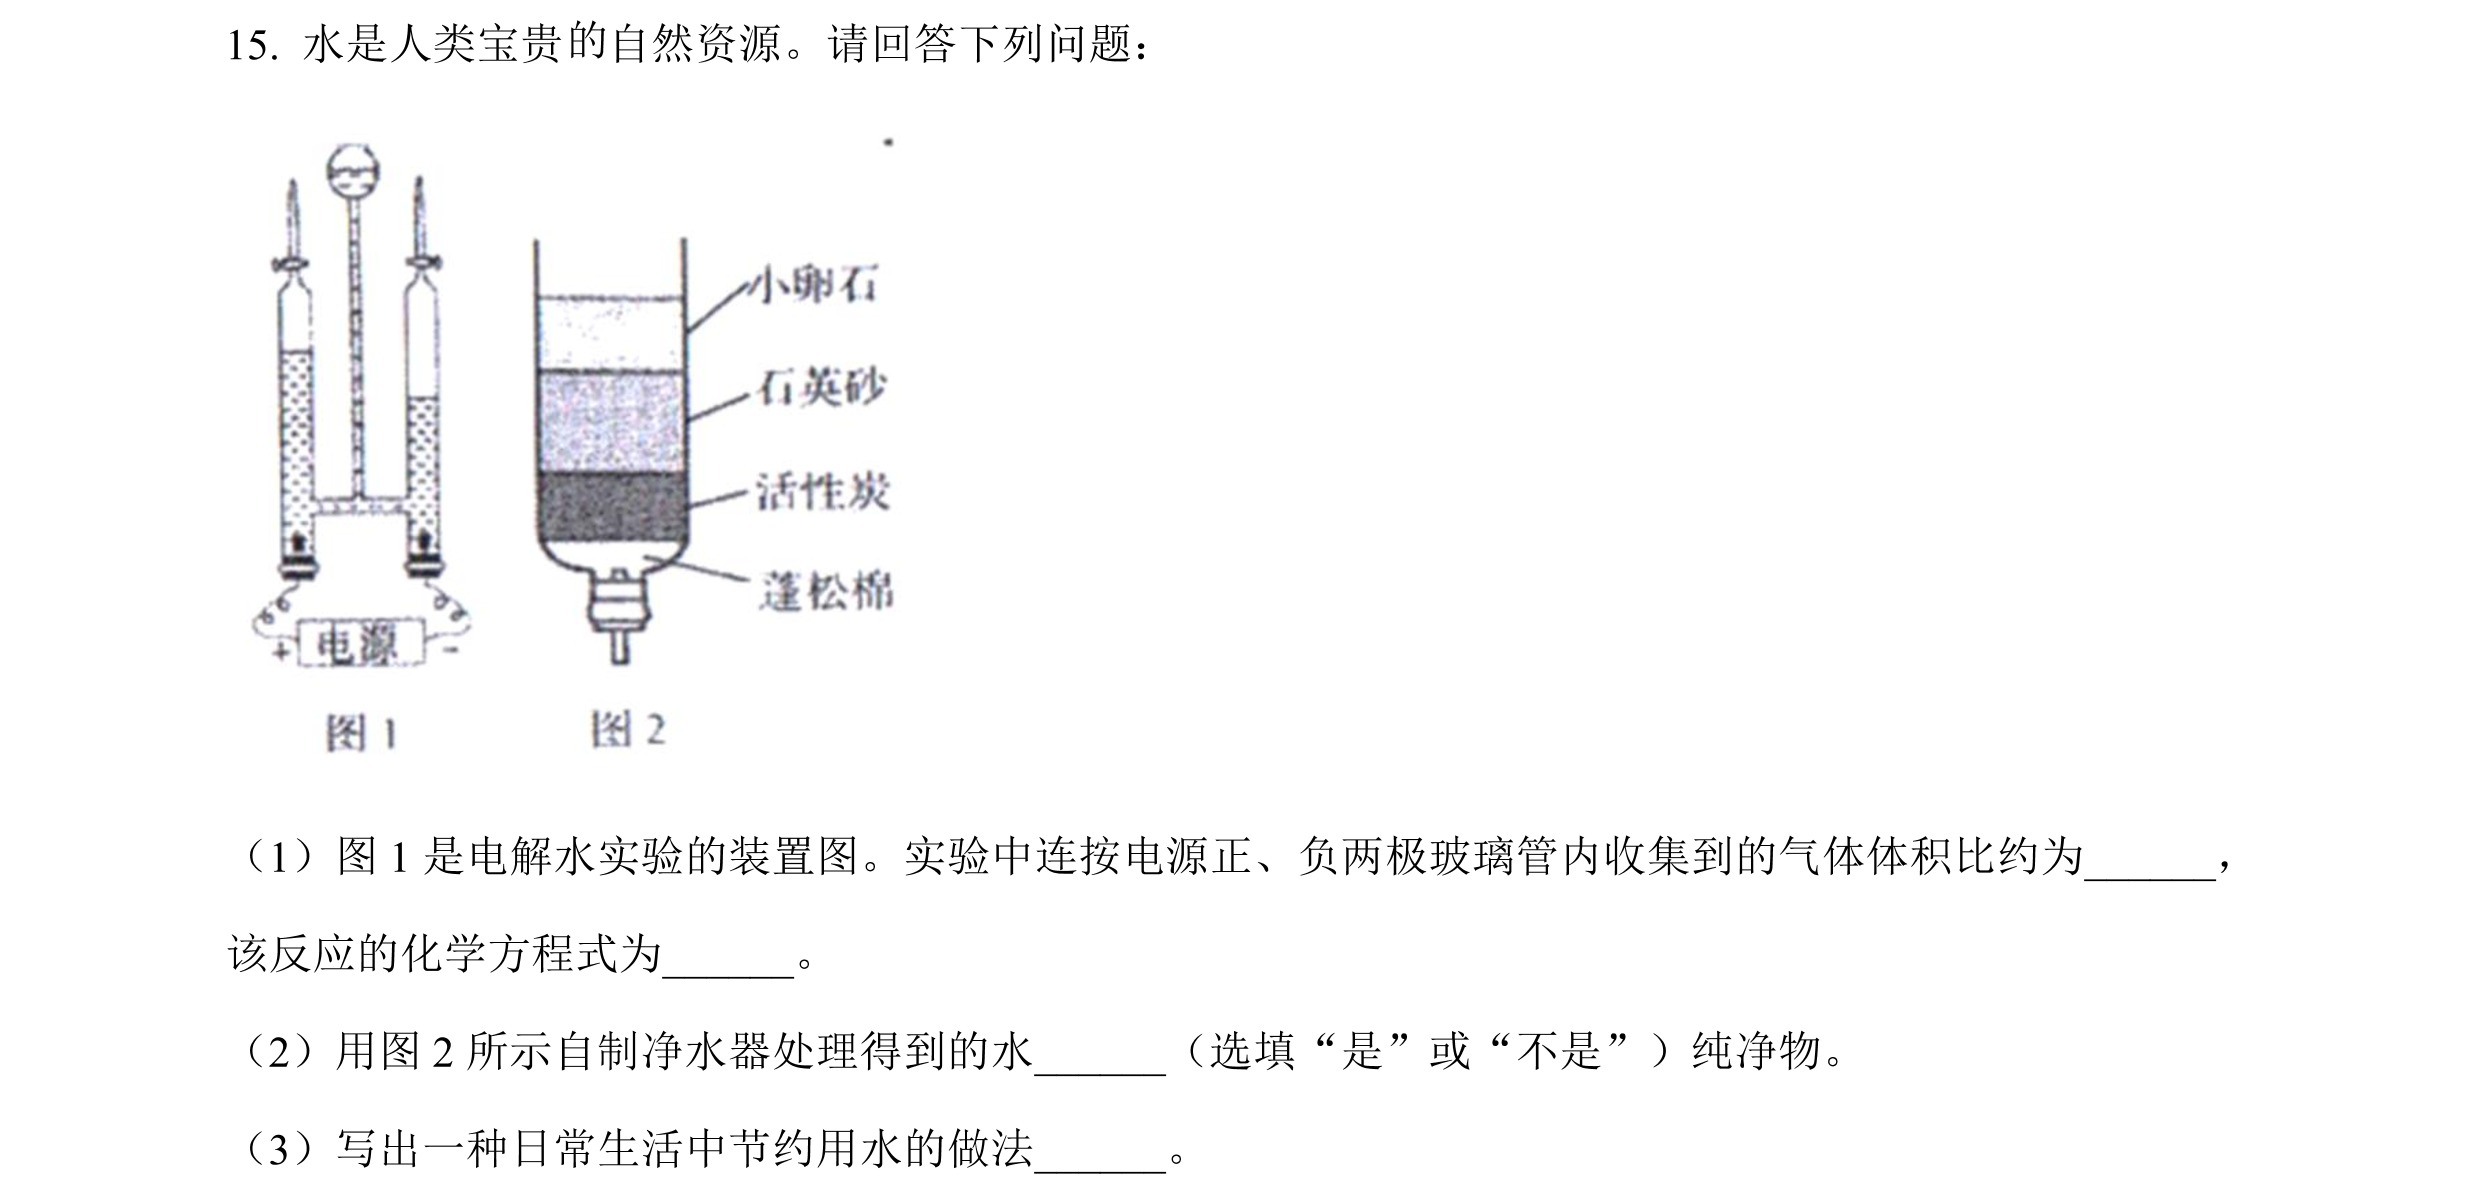 15. 水是人类宝贵的自然资源。请回答下列问题：
小卵石
石英砂
活性炭
蓬松棉
+ 电源 -
图 1
图 2
（1）图 1 是电解水实验的装置图。实验中连按电源正、负两极玻璃管内收集到的气体体积比约为______，
该反应的化学方程式为______。
（2）用图 2 所示自制净水器处理得到的水______（选填“是”或“不是”）纯净物。
（3）写出一种日常生活中节约用水的做法______。